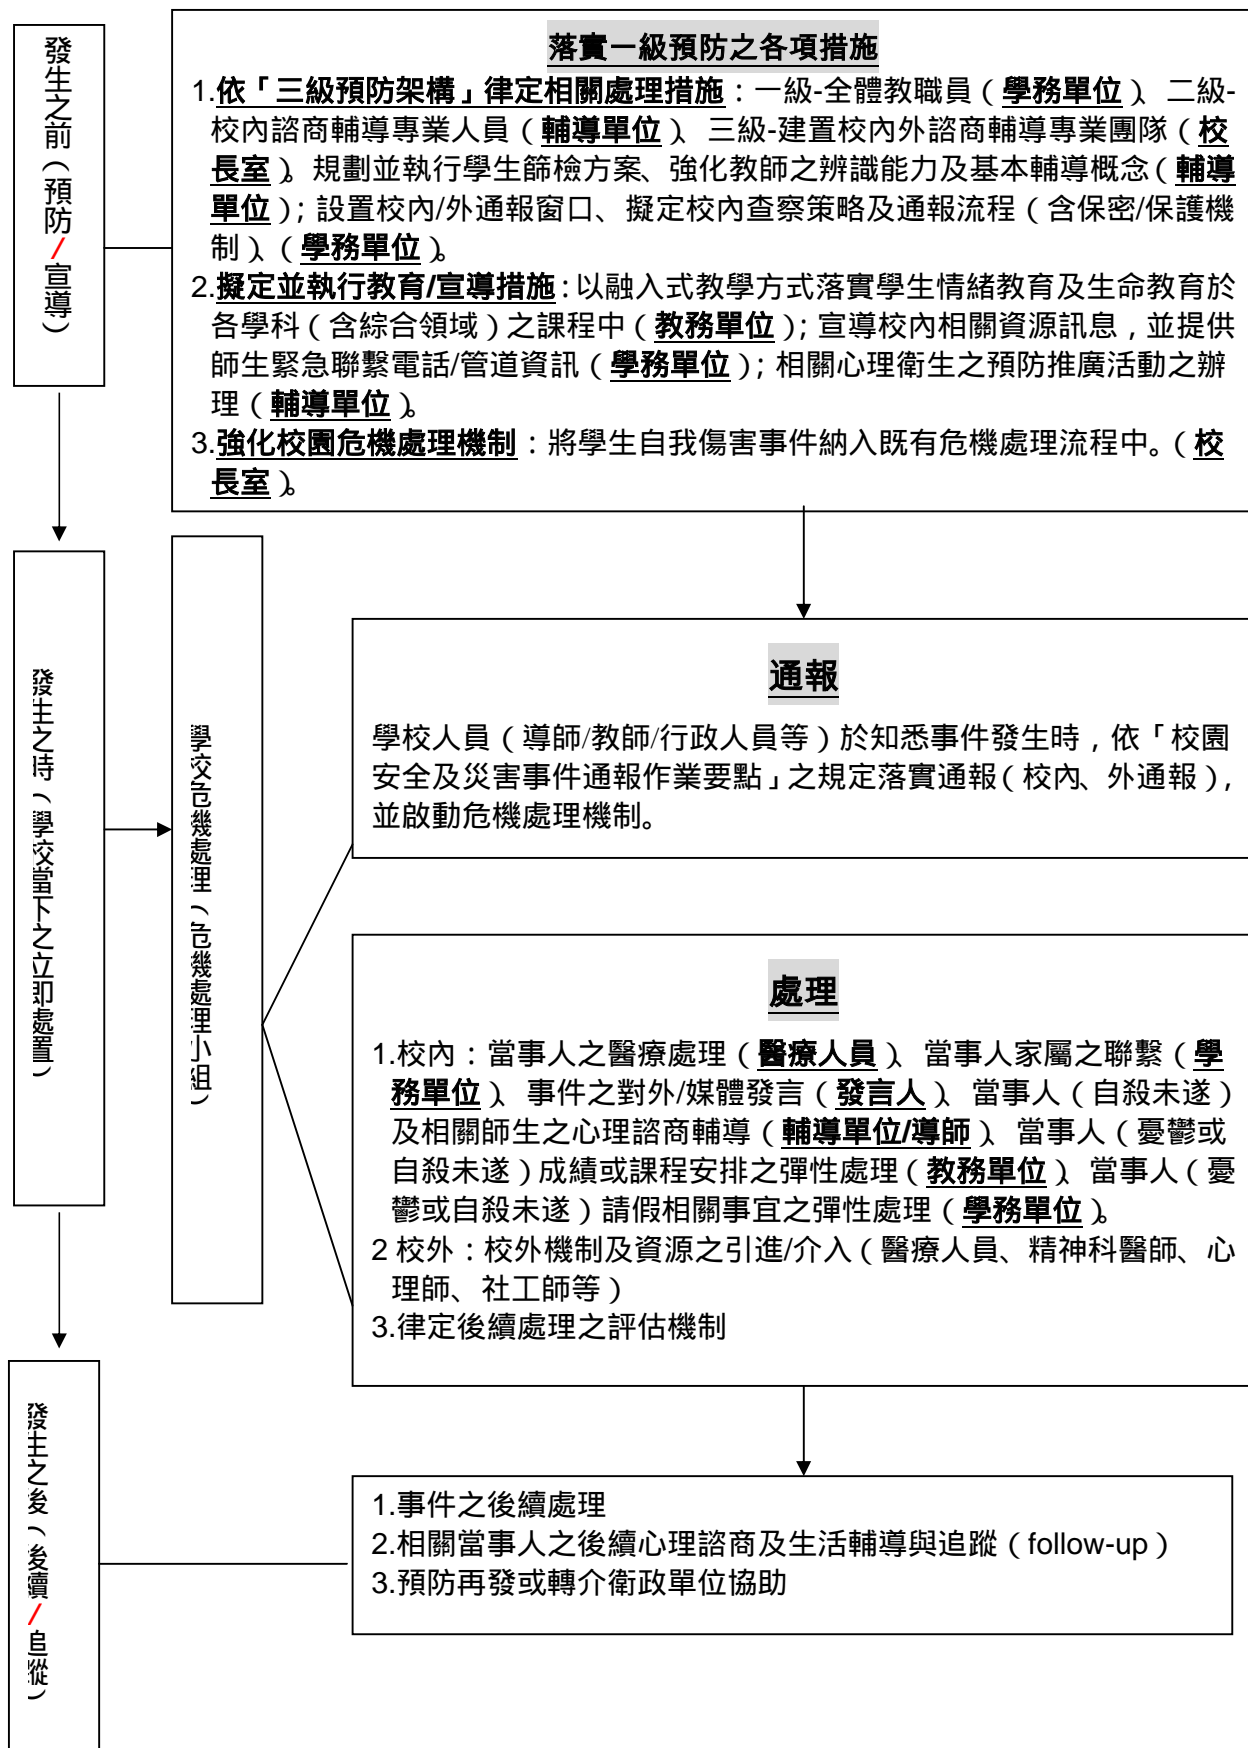 發生之前（預防/宣導）
落實一級預防之各項措施
1.依「三級預防架構」律定相關處理措施：一級-全體教職員（學務單位）、二級-
校內諮商輔導專業人員（輔導單位）、三級-建置校內外諮商輔導專業團隊（校
長室）。規劃並執行學生篩檢方案、強化教師之辨識能力及基本輔導概念（輔導
單位）；設置校內/外通報窗口、擬定校內查察策略及通報流程（含保密/保護機
制）、（學務單位）。
2.擬定並執行教育/宣導措施：以融入式教學方式落實學生情緒教育及生命教育於
各學科（含綜合領域）之課程中（教務單位）；宣導校內相關資源訊息，並提供
師生緊急聯繫電話/管道資訊（學務單位）；相關心理衛生之預防推廣活動之辦
理（輔導單位）。
3.強化校園危機處理機制：將學生自我傷害事件納入既有危機處理流程中。（校
長室）。
發生之時（學校當下之立即處置）
學校危機處理（危機處理小組）
通報
學校人員（導師/教師/行政人員等）於知悉事件發生時，依「校園
安全及災害事件通報作業要點」之規定落實通報（校內、外通報），
並啟動危機處理機制。
處理
1.校內：當事人之醫療處理（醫療人員）、當事人家屬之聯繫（學
務單位）、事件之對外/媒體發言（發言人）、當事人（自殺未遂）
及相關師生之心理諮商輔導（輔導單位/導師）、當事人（憂鬱或
自殺未遂）成績或課程安排之彈性處理（教務單位）、當事人（憂
鬱或自殺未遂）請假相關事宜之彈性處理（學務單位）。
2 校外：校外機制及資源之引進/介入（醫療人員、精神科醫師、心
理師、社工師等）
3.律定後續處理之評估機制
發生之後（後續/追蹤）
1.事件之後續處理
2.相關當事人之後續心理諮商及生活輔導與追蹤（follow-up）
3.預防再發或轉介衛政單位協助